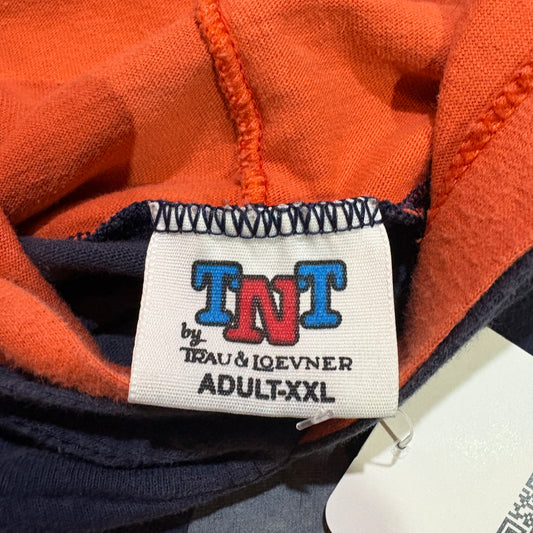 TNT
by
TRAU & LOEVNER
ADULT-XXL